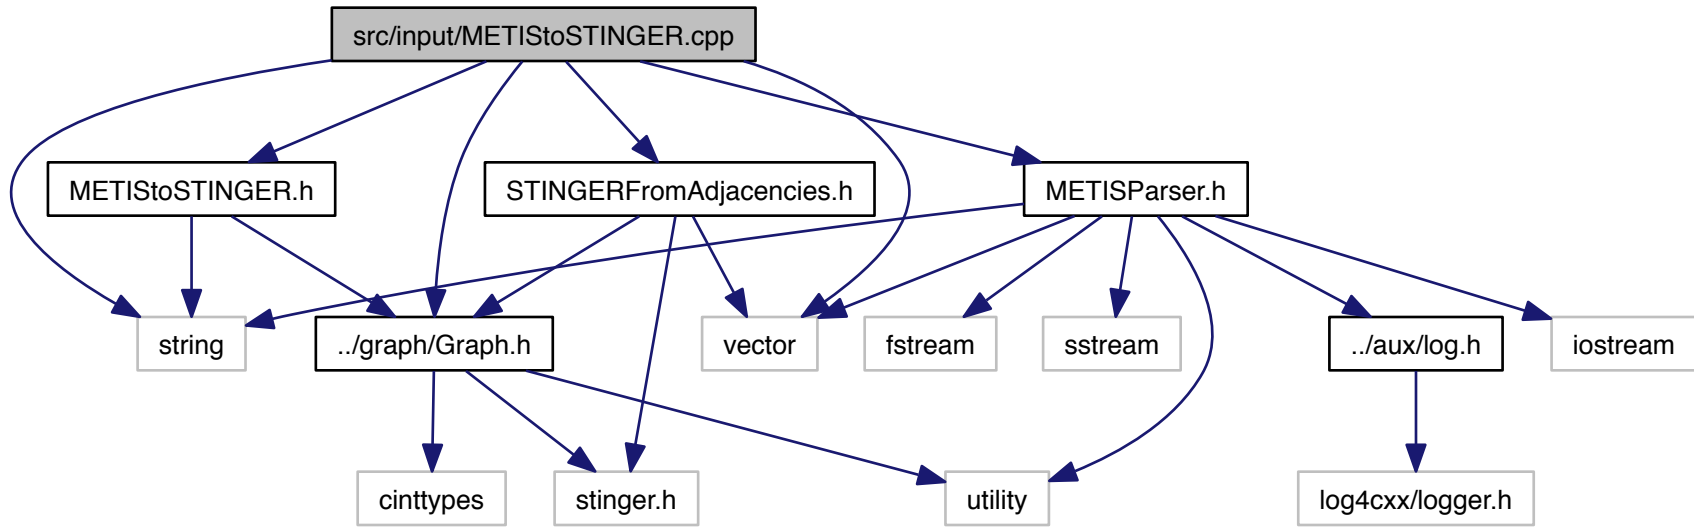 src/input/METIStoSTINGER.cpp
METIStoSTINGER.h
STINGERFromAdjacencies.h
METISParser.h
string
../graph/Graph.h
vector
fstream
sstream
../aux/log.h
iostream
cinttypes
stinger.h
utility
log4cxx/logger.h